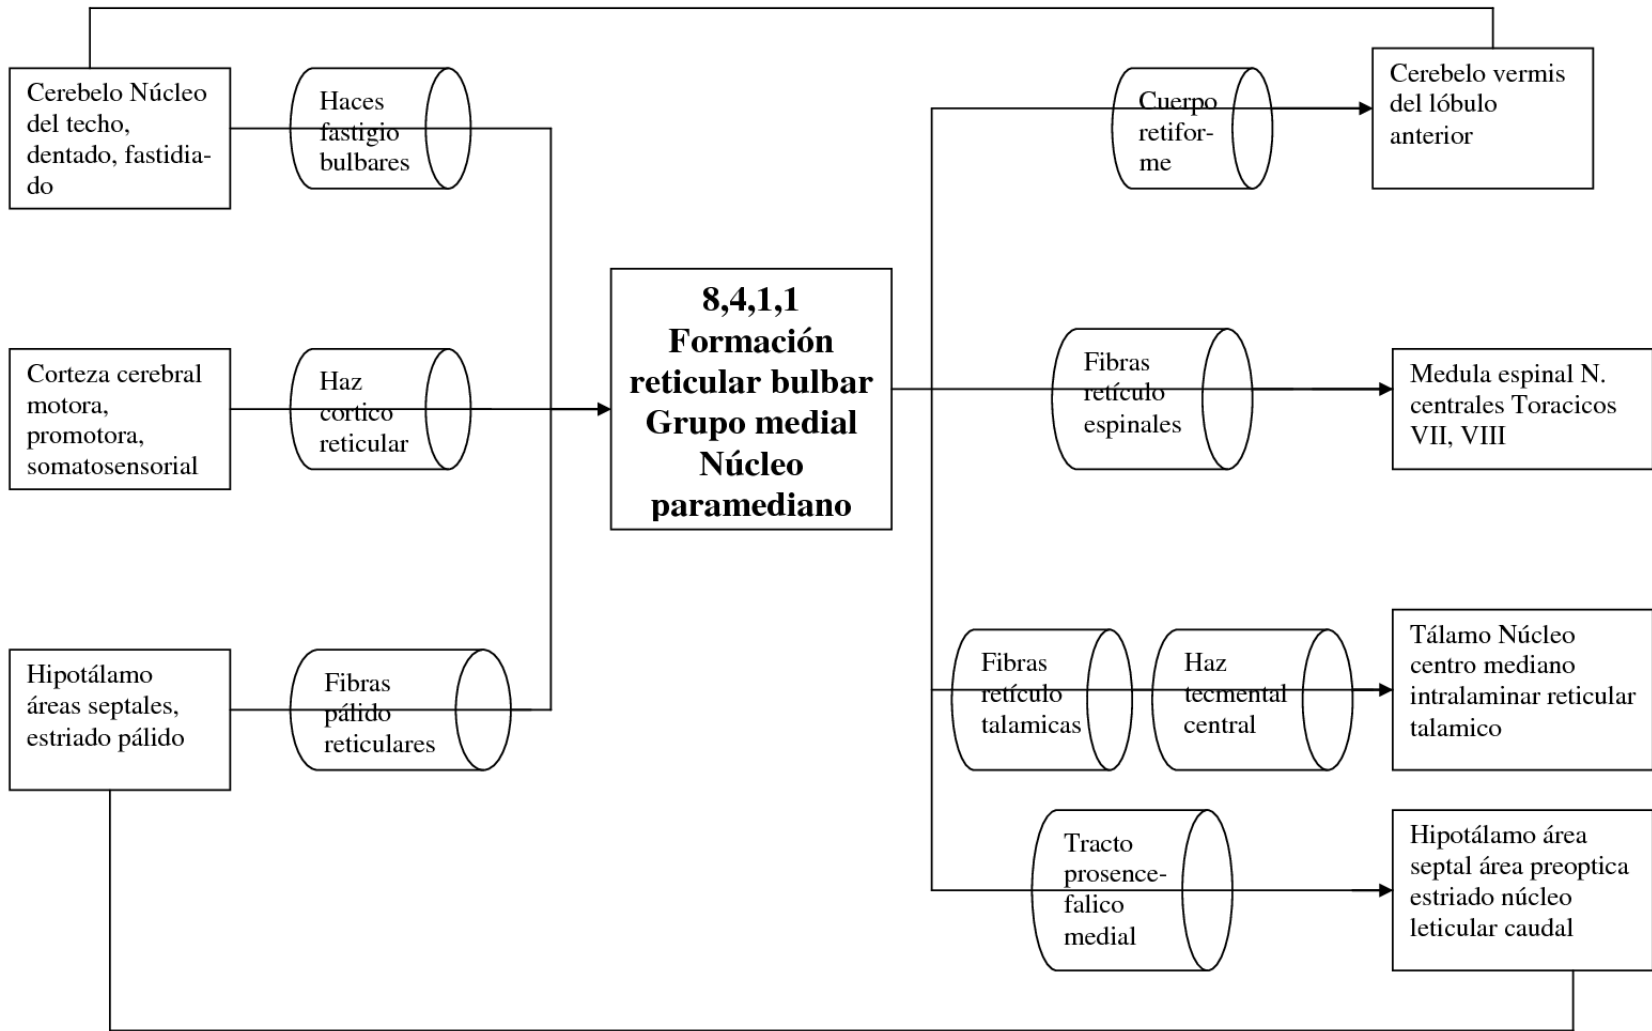 Cerebelo Núcleo
del techo,
dentado, fastidia-
do
Haces
fastigio
bulbares
Cuerpo
retifor-
me
Cerebelo vermis
del lóbulo
anterior
Corteza cerebral
motora,
promotora,
somatosensorial
Haz
cortico
reticular
8,4,1,1
Formación
reticular bulbar
Grupo medial
Núcleo
paramediano
Fibras
retículo
espinales
Medula espinal N.
centrales Toracicos
VII, VIII
Hipotálamo
áreas septales,
estriado pálido
Fibras
pálido
reticulares
Fibras
retículo
talamicas
Haz
tecmental
central
Tálamo Núcleo
centro mediano
intralaminar reticular
talamico
Tracto
prosence-
falico
medial
Hipotálamo área
septal área preoptica
estriado núcleo
leticular caudal